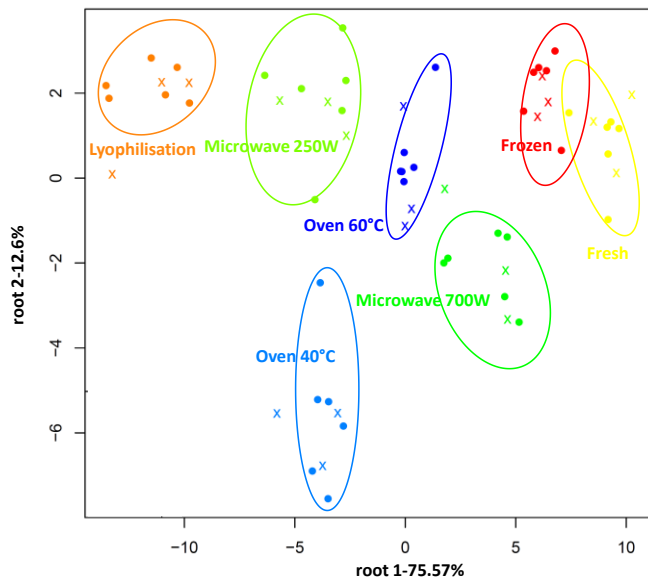 2
0
−2
−4
−6
root 2-12.6%
Lyophilisation
Microwave 250W
Frozen
Oven 60°C
Fresh
Microwave 700W
Oven 40°C
−10
−5
0
5
10
root 1-75.57%